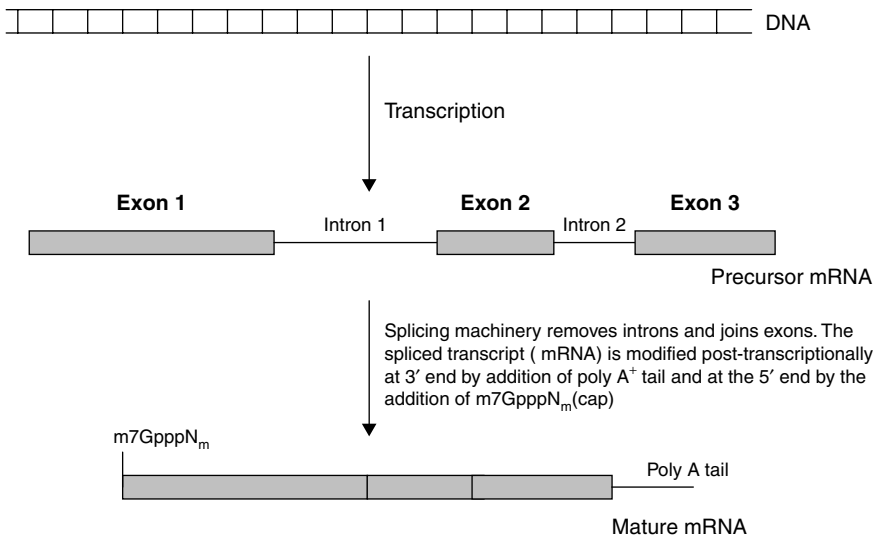 DNA
Transcription
Exon 1
Exon 2
Exon 3
Intron 1
Intron 2
Precursor mRNA
Splicing machinery removes introns and joins exons. The
spliced transcript ( mRNA) is modified post-transcriptionally
at 3′ end by addition of poly A⁺ tail and at the 5′ end by the
addition of m7GpppNₘ(cap)
m7GpppNₘ
Poly A tail
Mature mRNA